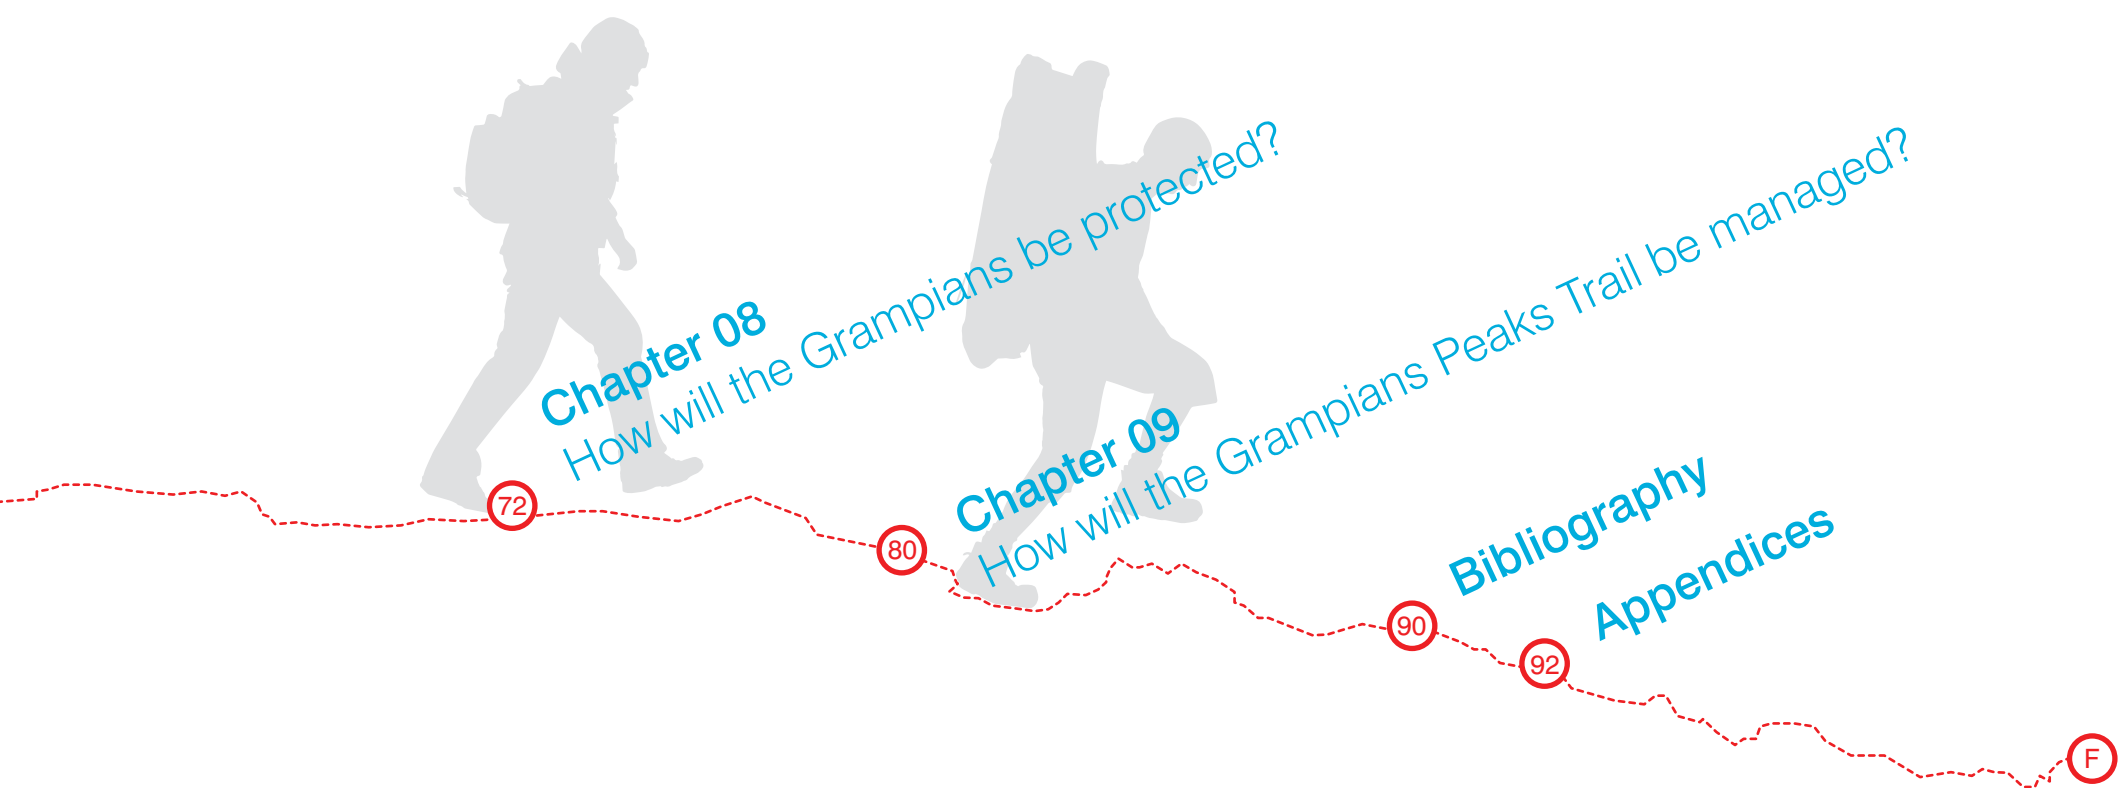 Chapter 08
How will the Grampians be protected?
72
Chapter 09
How will the Grampians Peaks Trail be managed?
80
Bibliography
90
Appendices
92
F